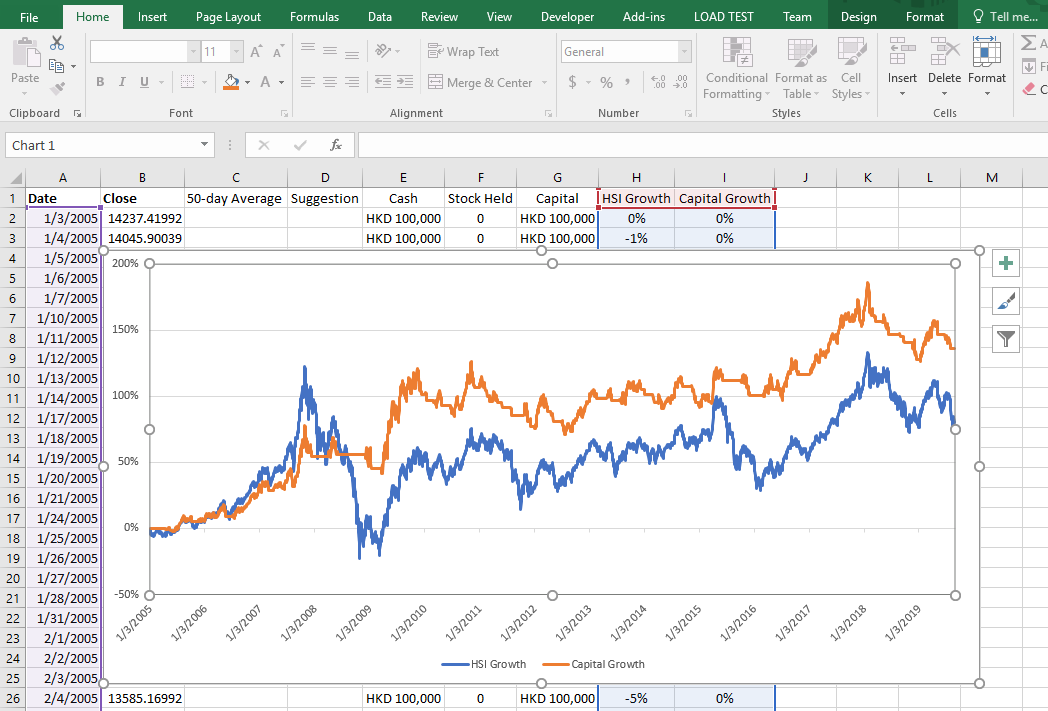 File Home Insert Page Layout Formulas Data Review View Developer Add-ins LOAD TEST Team Design Format Tell me...
11 A A Wrap Text General A
Paste B I U A Merge & Center $ % , .0 .00 Conditional Format as Cell Insert Delete Format Fi
Formatting Table Styles C
Clipboard Font Alignment Number Styles Cells
Chart 1 fx
A B C D E F G H I J K L M
1 Date Close 50-day Average Suggestion Cash Stock Held Capital HSI Growth Capital Growth
2 1/3/2005 14237.41992 HKD 100,000 0 HKD 100,000 0% 0%
3 1/4/2005 14045.90039 HKD 100,000 0 HKD 100,000 -1% 0%
4 1/5/2005 200%
5 1/6/2005
6 1/7/2005
7 1/10/2005 150%
8 1/11/2005
9 1/12/2005
10 1/13/2005
11 1/14/2005 100%
12 1/17/2005
13 1/18/2005
14 1/19/2005 50%
15 1/20/2005
16 1/21/2005
17 1/24/2005 0%
18 1/25/2005
19 1/26/2005
20 1/27/2005
21 1/28/2005 -50%
22 1/31/2005 1/3/2005 1/3/2006 1/3/2007 1/3/2008 1/3/2009 1/3/2010 1/3/2011 1/3/2012 1/3/2013 1/3/2014 1/3/2015 1/3/2016 1/3/2017 1/3/2018 1/3/2019
23 2/1/2005
24 2/2/2005 HSI Growth Capital Growth
25 2/3/2005
26 2/4/2005 13585.16992 HKD 100,000 0 HKD 100,000 -5% 0%